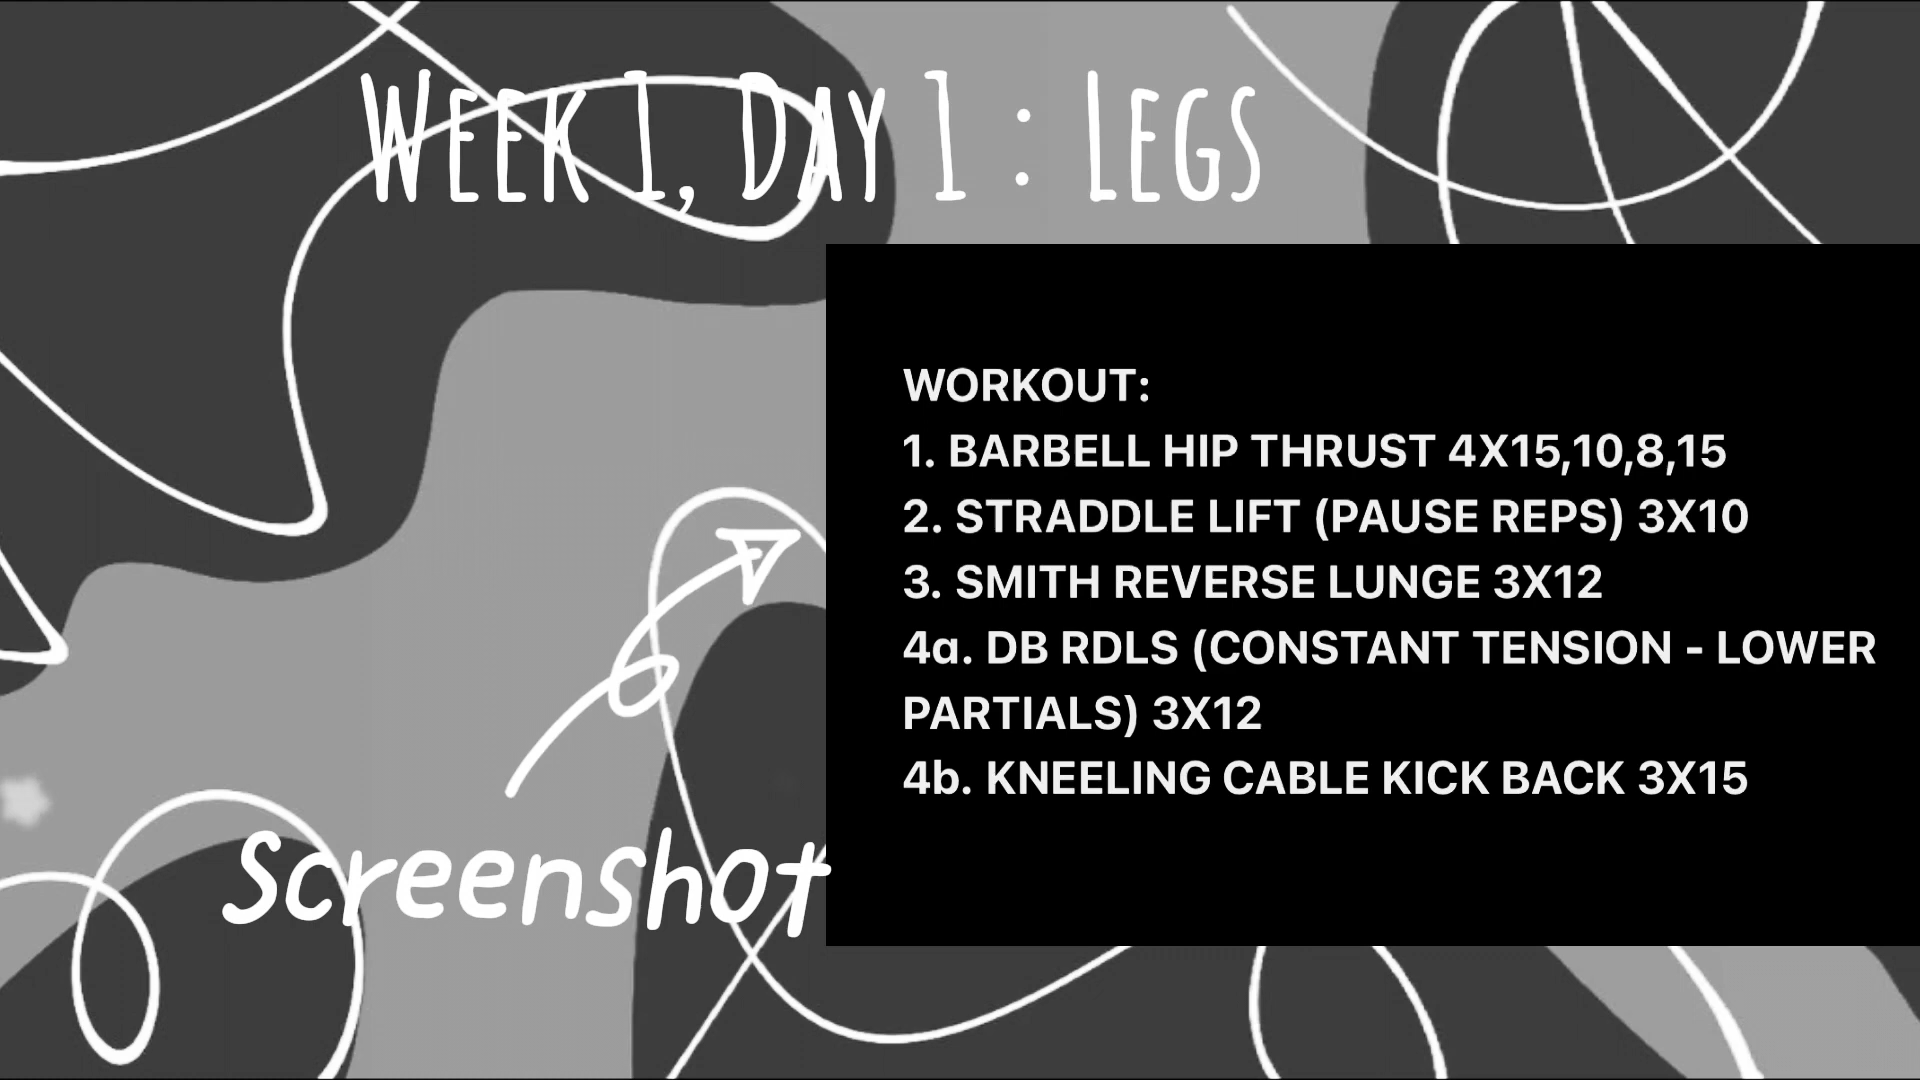 WEEK 1, DAY 1 : LEGS
WORKOUT:
1. BARBELL HIP THRUST 4X15,10,8,15
2. STRADDLE LIFT (PAUSE REPS) 3X10
3. SMITH REVERSE LUNGE 3X12
4a. DB RDLS (CONSTANT TENSION - LOWER
PARTIALS) 3X12
4b. KNEELING CABLE KICK BACK 3X15
Screenshot